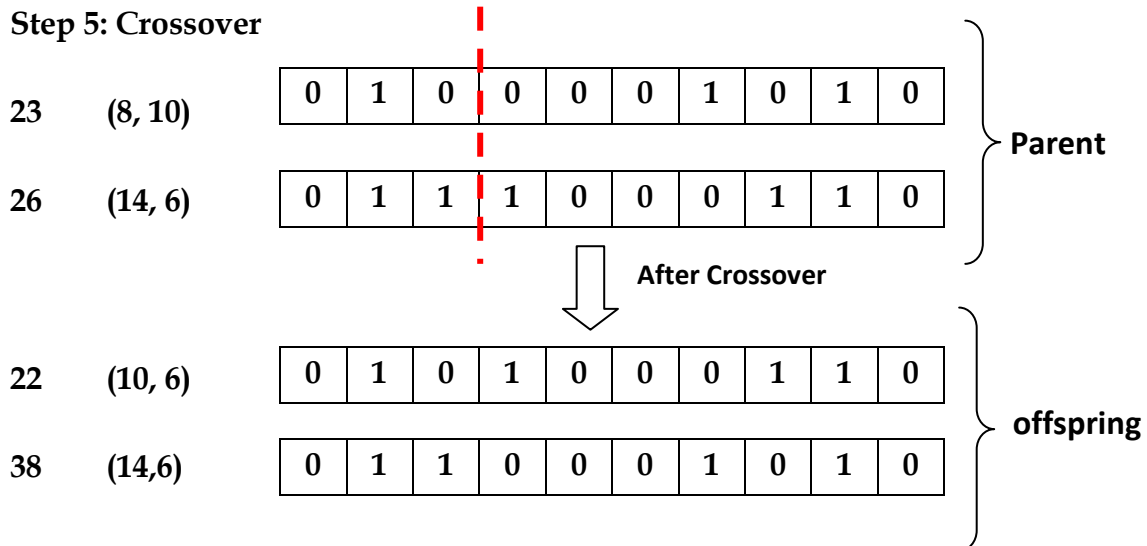 Step 5: Crossover
23 (8, 10) 0 1 0 0 0 0 1 0 1 0
Parent
26 (14, 6) 0 1 1 1 0 0 0 1 1 0
After Crossover
22 (10, 6) 0 1 0 1 0 0 0 1 1 0
offspring
38 (14,6) 0 1 1 0 0 0 1 0 1 0